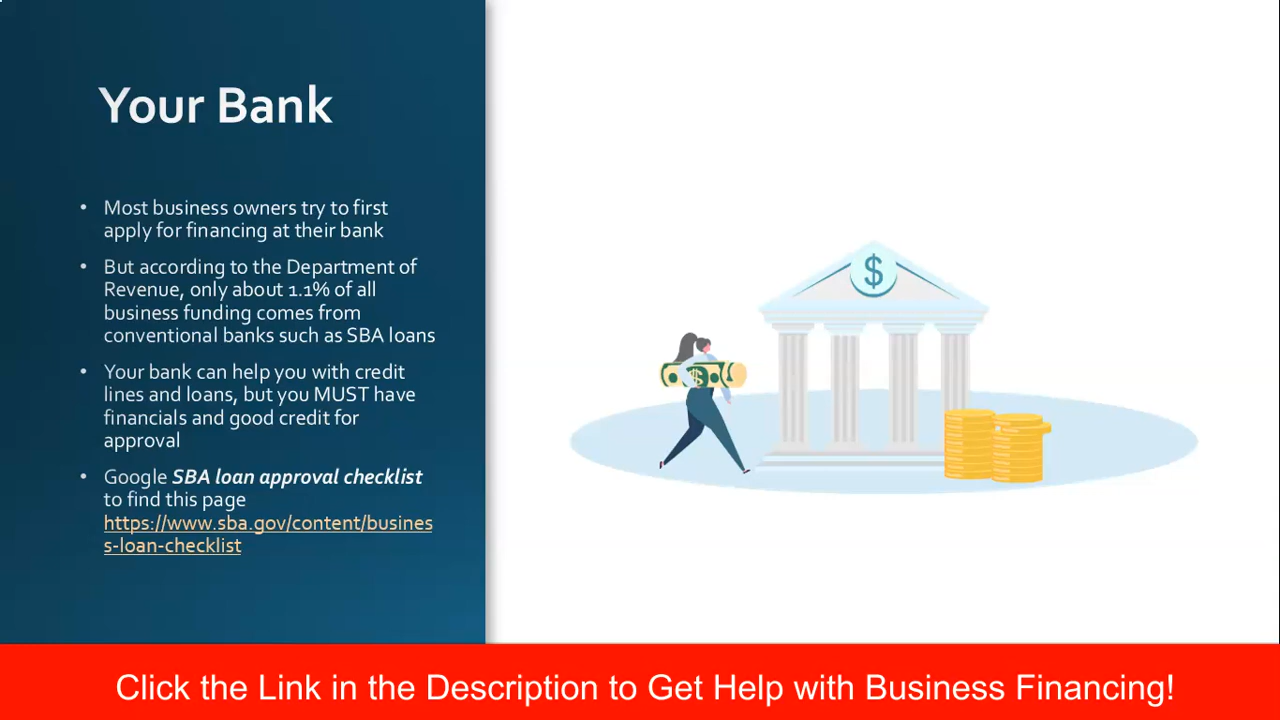 Your Bank
• Most business owners try to first
apply for financing at their bank
• But according to the Department of
Revenue, only about 1.1% of all
business funding comes from
conventional banks such as SBA loans
• Your bank can help you with credit
lines and loans, but you MUST have
financials and good credit for
approval
• Google SBA loan approval checklist
to find this page
https://www.sba.gov/content/busines
s-loan-checklist
$
$
Click the Link in the Description to Get Help with Business Financing!